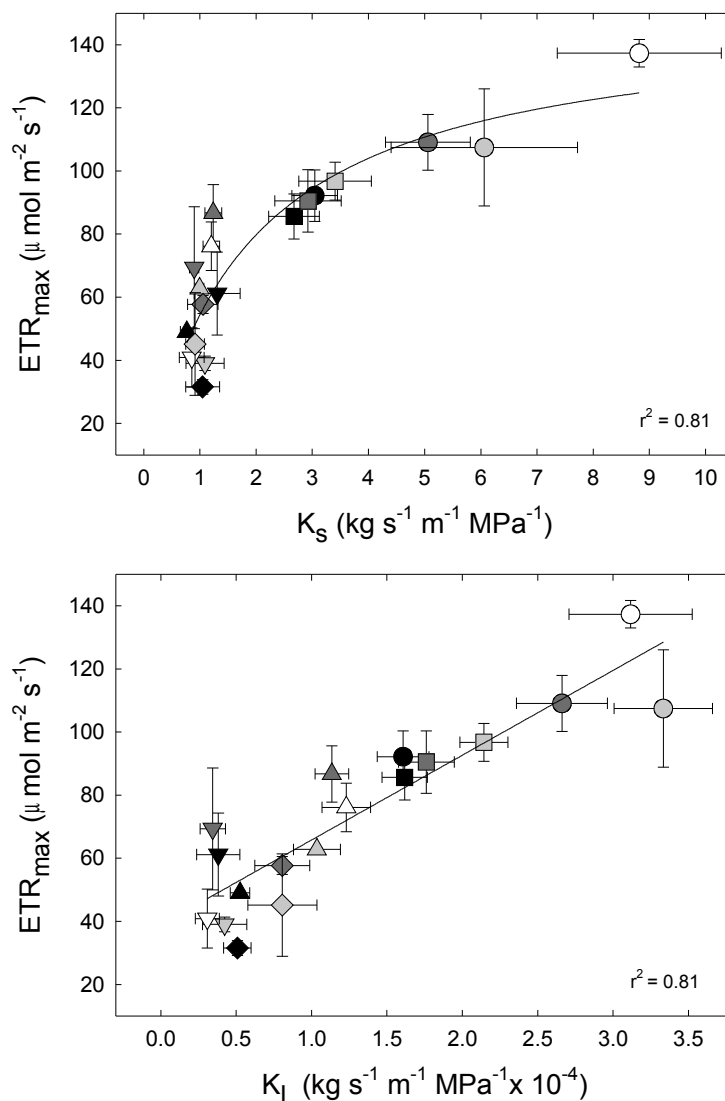 140
120
100
80
60
40
20
ETRmax (μ mol m-2 s-1)
r2 = 0.81
0 1 2 3 4 5 6 7 8 9 10
Ks (kg s-1 m-1 MPa-1)
140
120
100
80
60
40
20
ETRmax (μ mol m-2 s-1)
r2 = 0.81
0.0 0.5 1.0 1.5 2.0 2.5 3.0 3.5
KL (kg s-1 m-1 MPa-1x 10-4)